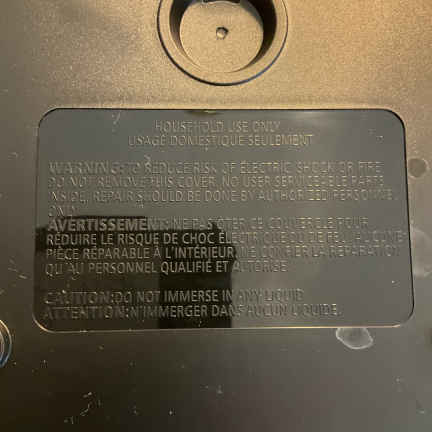 HOUSEHOLD USE ONLY
USAGE DOMESTIQUE SEULEMENT
WARNING: TO REDUCE RISK OF ELECTRIC SHOCK OR FIRE,
DO NOT REMOVE THIS COVER. NO USER SERVICEABLE PARTS
INSIDE. REPAIR SHOULD BE DONE BY AUTHORIZED PERSONNEL
ONLY.
AVERTISSEMENT: NE PAS ÔTER CE COUVERCLE POUR
RÉDUIRE LE RISQUE DE CHOC ÉLECTRIQUE OU DE FEU. AUCUNE
PIÈCE RÉPARABLE À L'INTÉRIEUR. NE CONFIER LA RÉPARATION
QU'AU PERSONNEL QUALIFIÉ ET AUTORISÉ.
CAUTION: DO NOT IMMERSE IN ANY LIQUID.
ATTENTION: N'IMMERGER DANS AUCUN LIQUIDE.